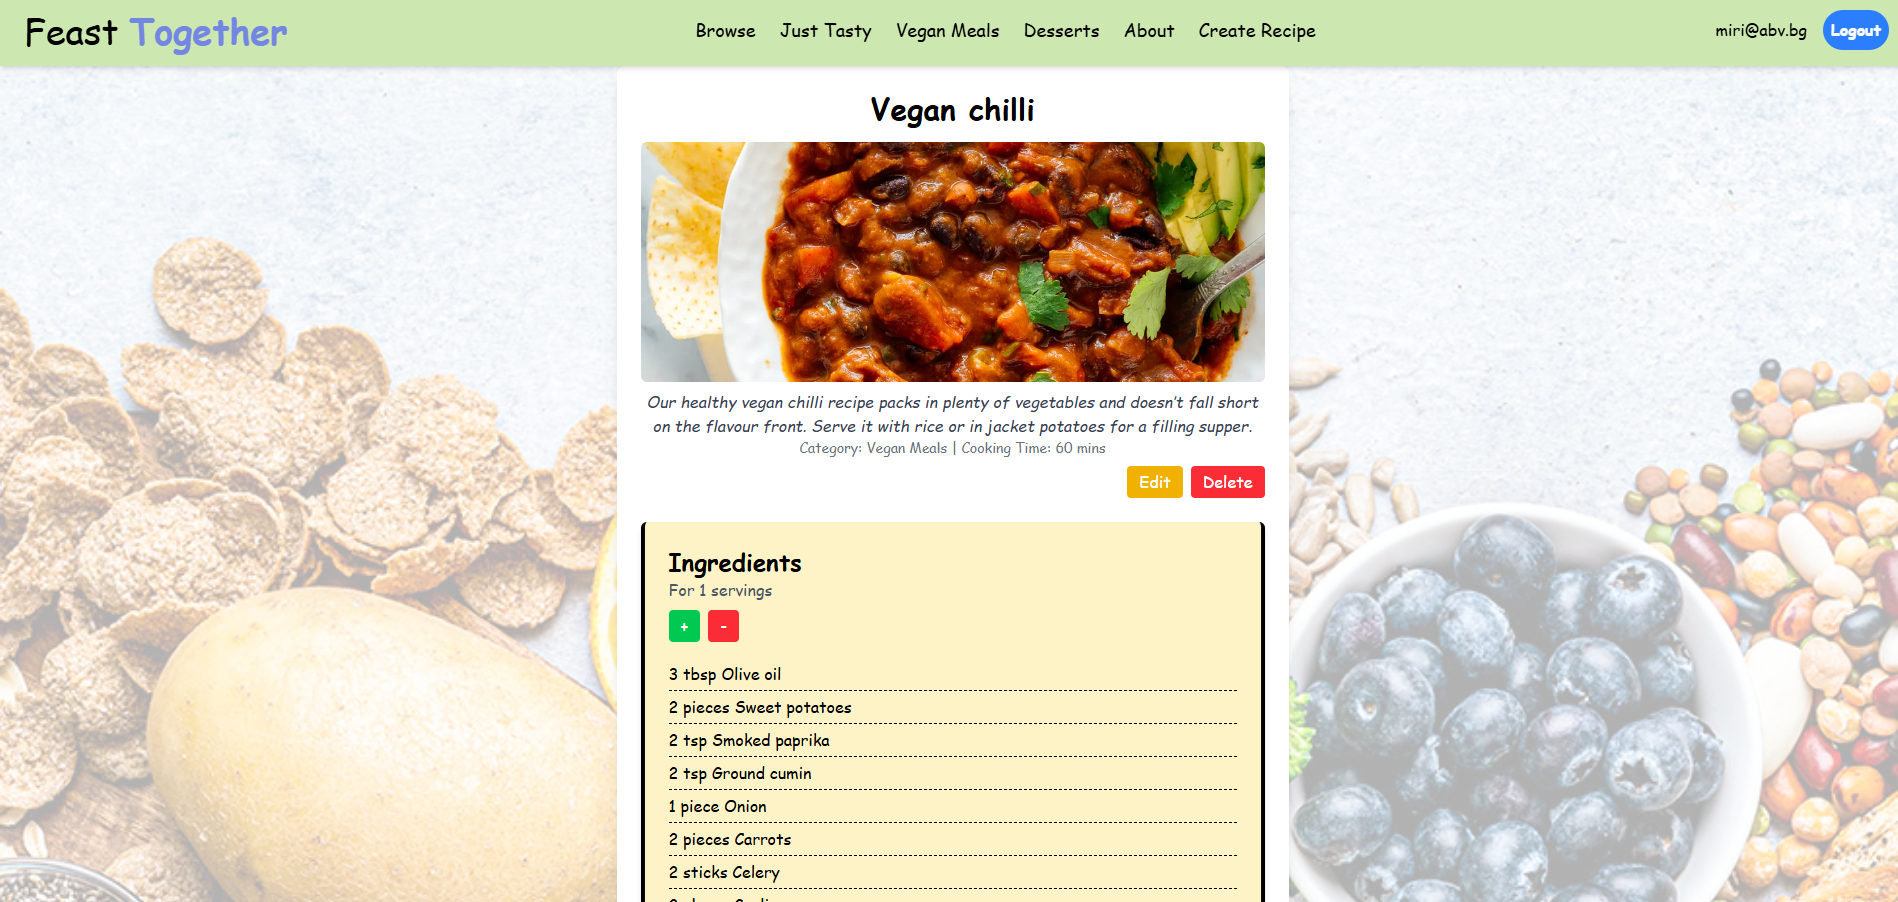 Feast Together
Browse Just Tasty Vegan Meals Desserts About Create Recipe
miri@abv.bg Logout
Vegan chilli
Our healthy vegan chilli recipe packs in plenty of vegetables and doesn't fall short
on the flavour front. Serve it with rice or in jacket potatoes for a filling supper.
Category: Vegan Meals | Cooking Time: 60 mins
Edit Delete
Ingredients
For 1 servings
+ -
3 tbsp Olive oil
2 pieces Sweet potatoes
2 tsp Smoked paprika
2 tsp Ground cumin
1 piece Onion
2 pieces Carrots
2 sticks Celery